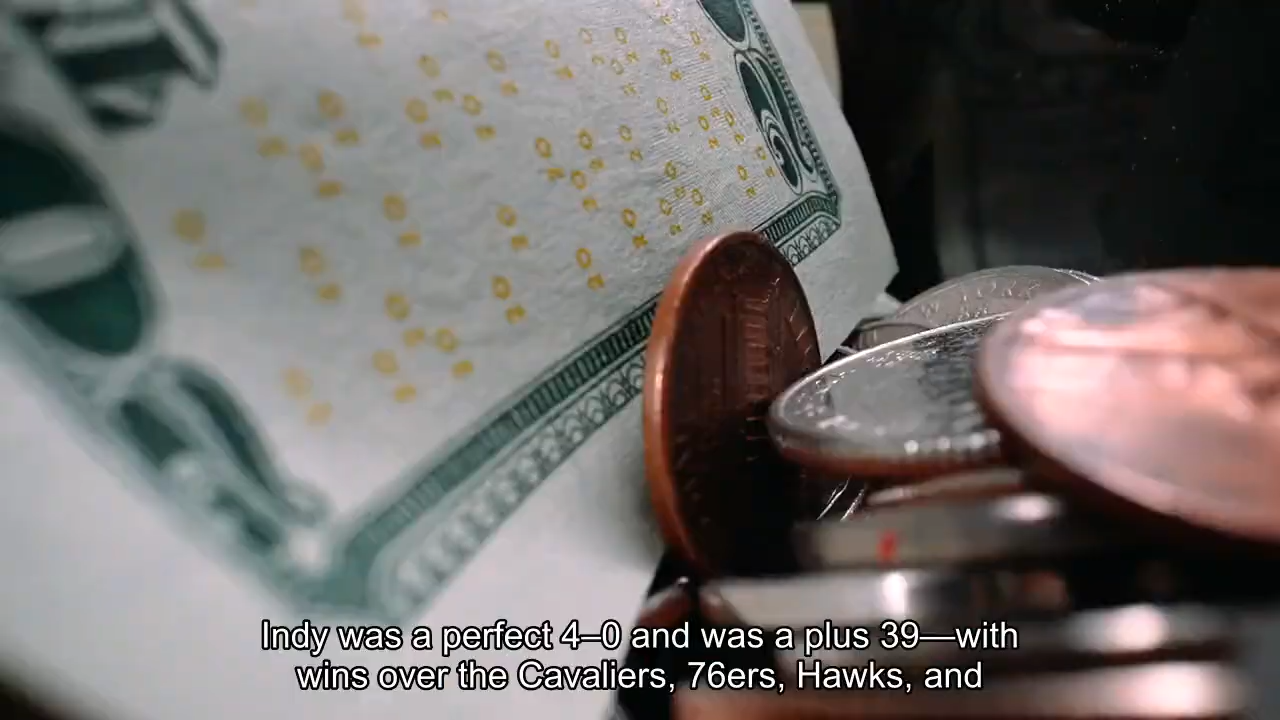 Indy was a perfect 4–0 and was a plus 39—with
wins over the Cavaliers, 76ers, Hawks, and